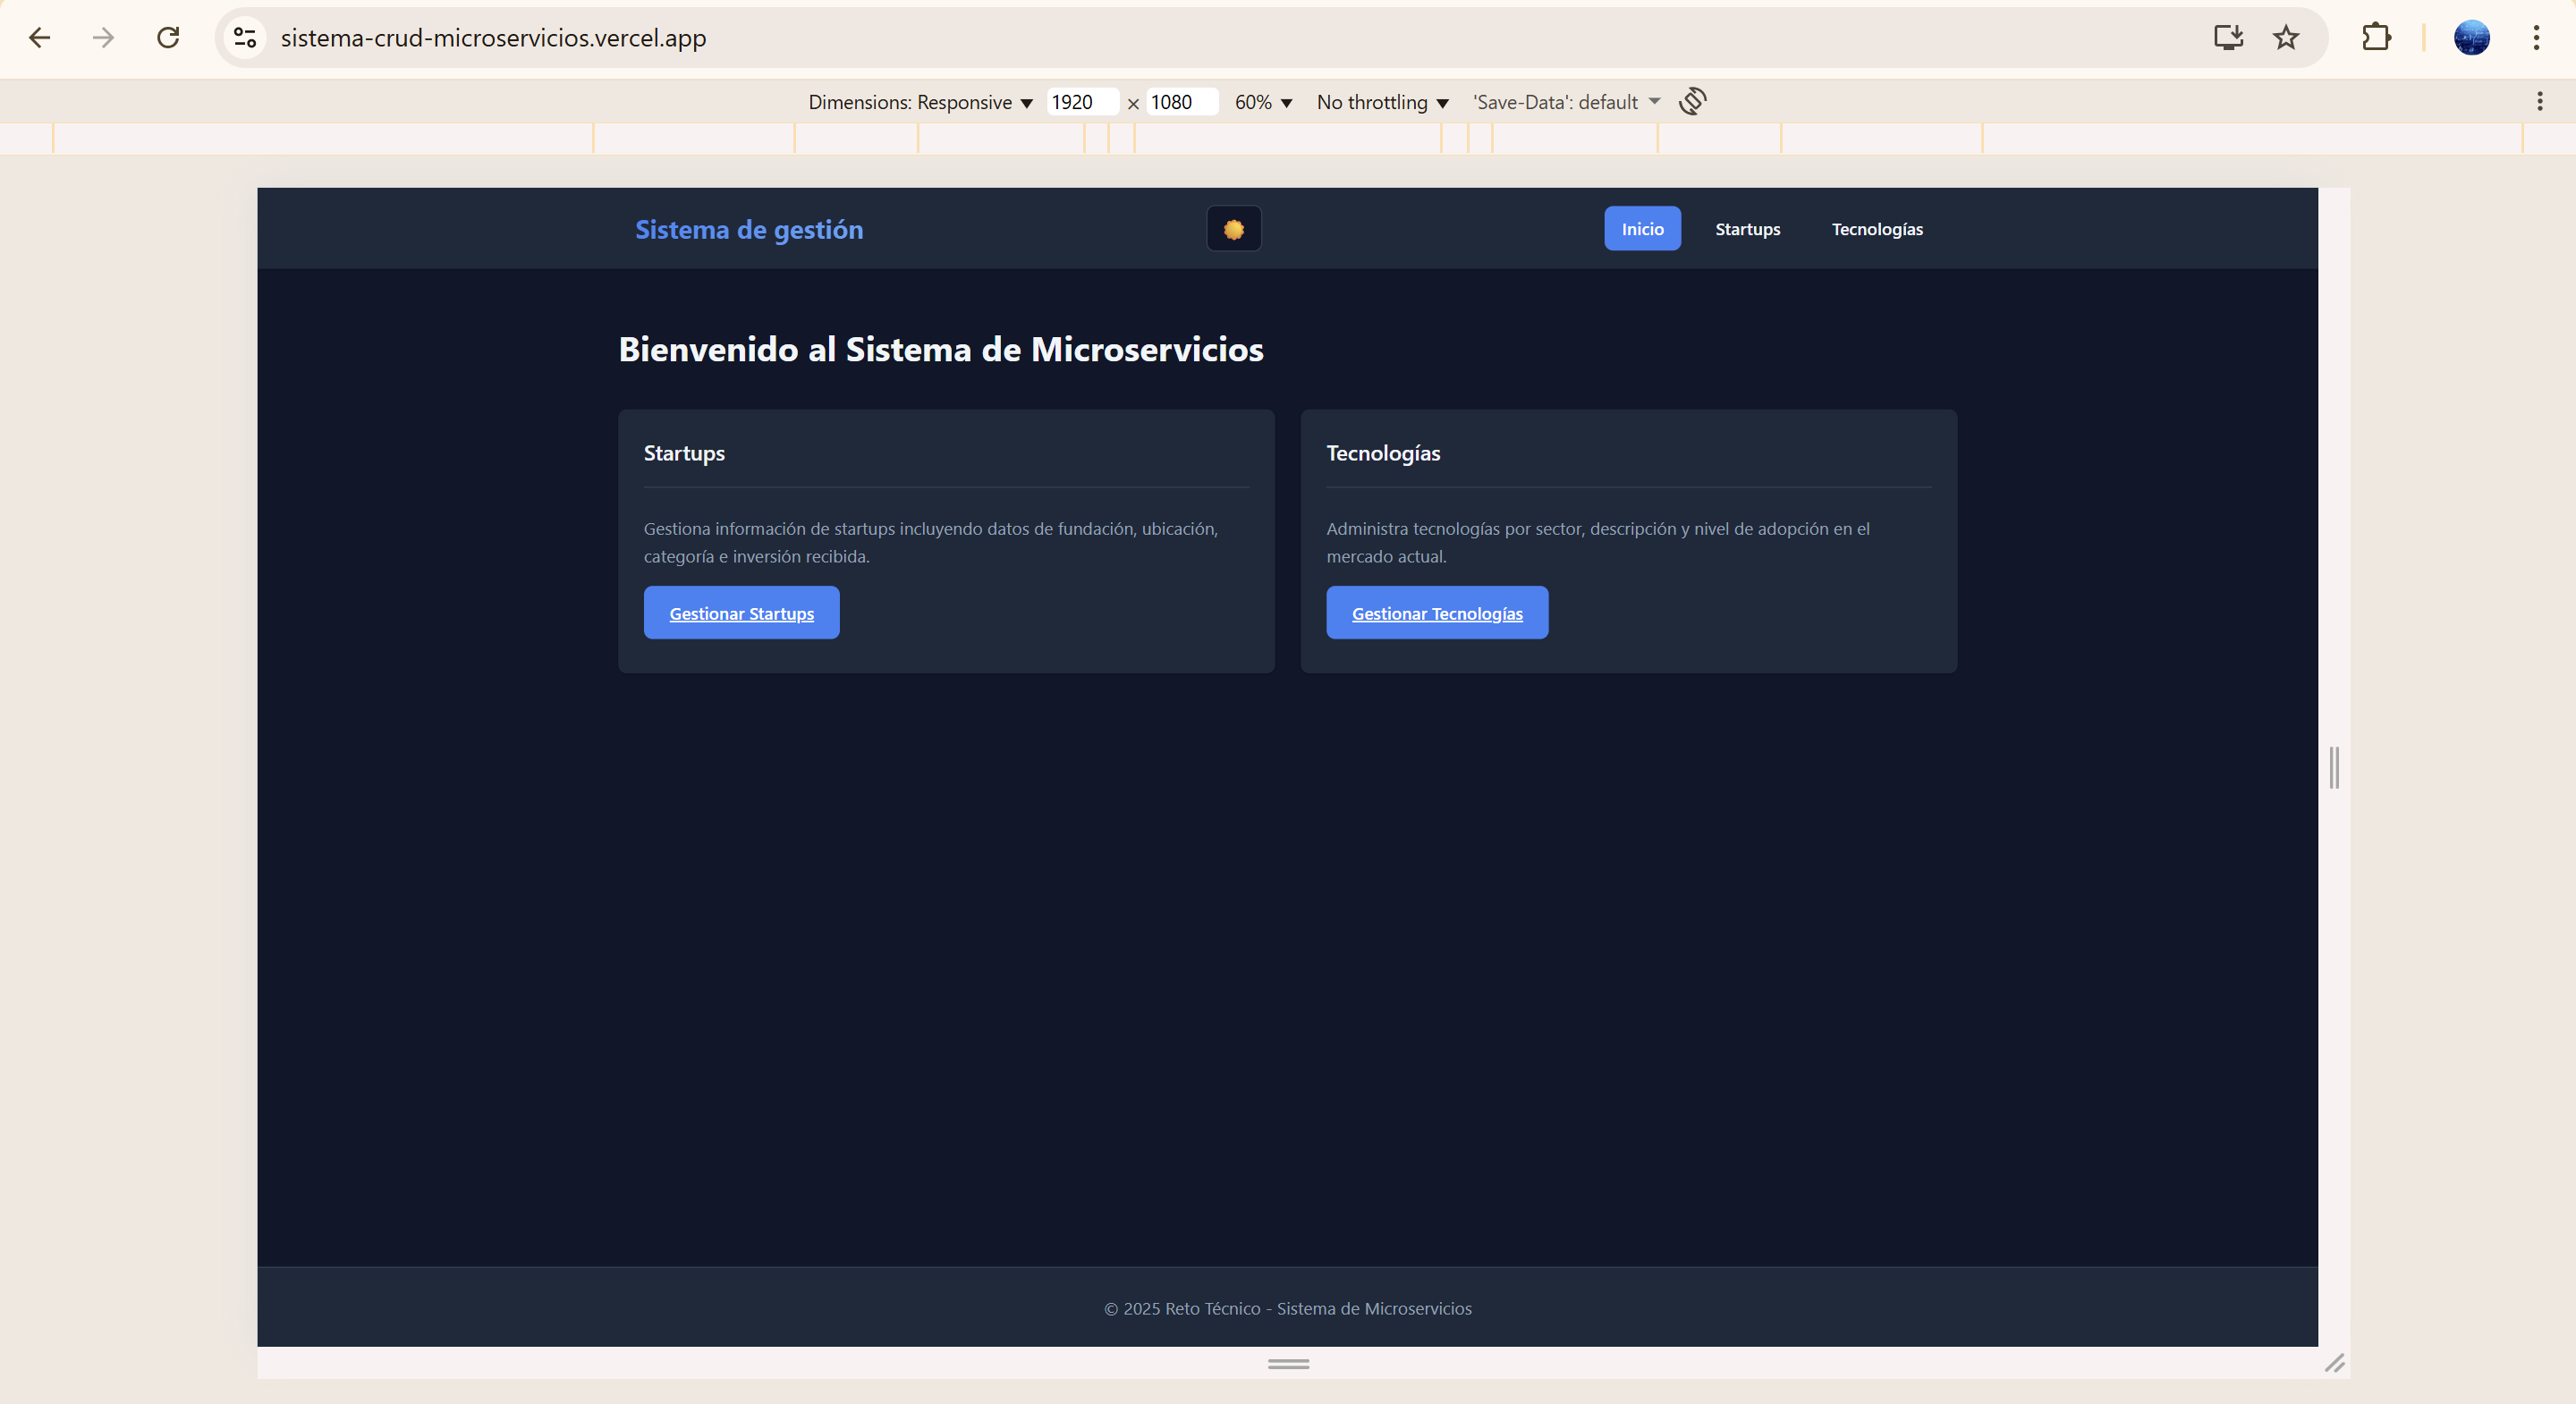 sistema-crud-microservicios.vercel.app
Dimensions: Responsive 1920 × 1080 60% No throttling 'Save-Data': default
Sistema de gestión
Inicio Startups Tecnologías
Bienvenido al Sistema de Microservicios
Startups
Gestiona información de startups incluyendo datos de fundación, ubicación,
categoría e inversión recibida.
Gestionar Startups
Tecnologías
Administra tecnologías por sector, descripción y nivel de adopción en el
mercado actual.
Gestionar Tecnologías
© 2025 Reto Técnico - Sistema de Microservicios